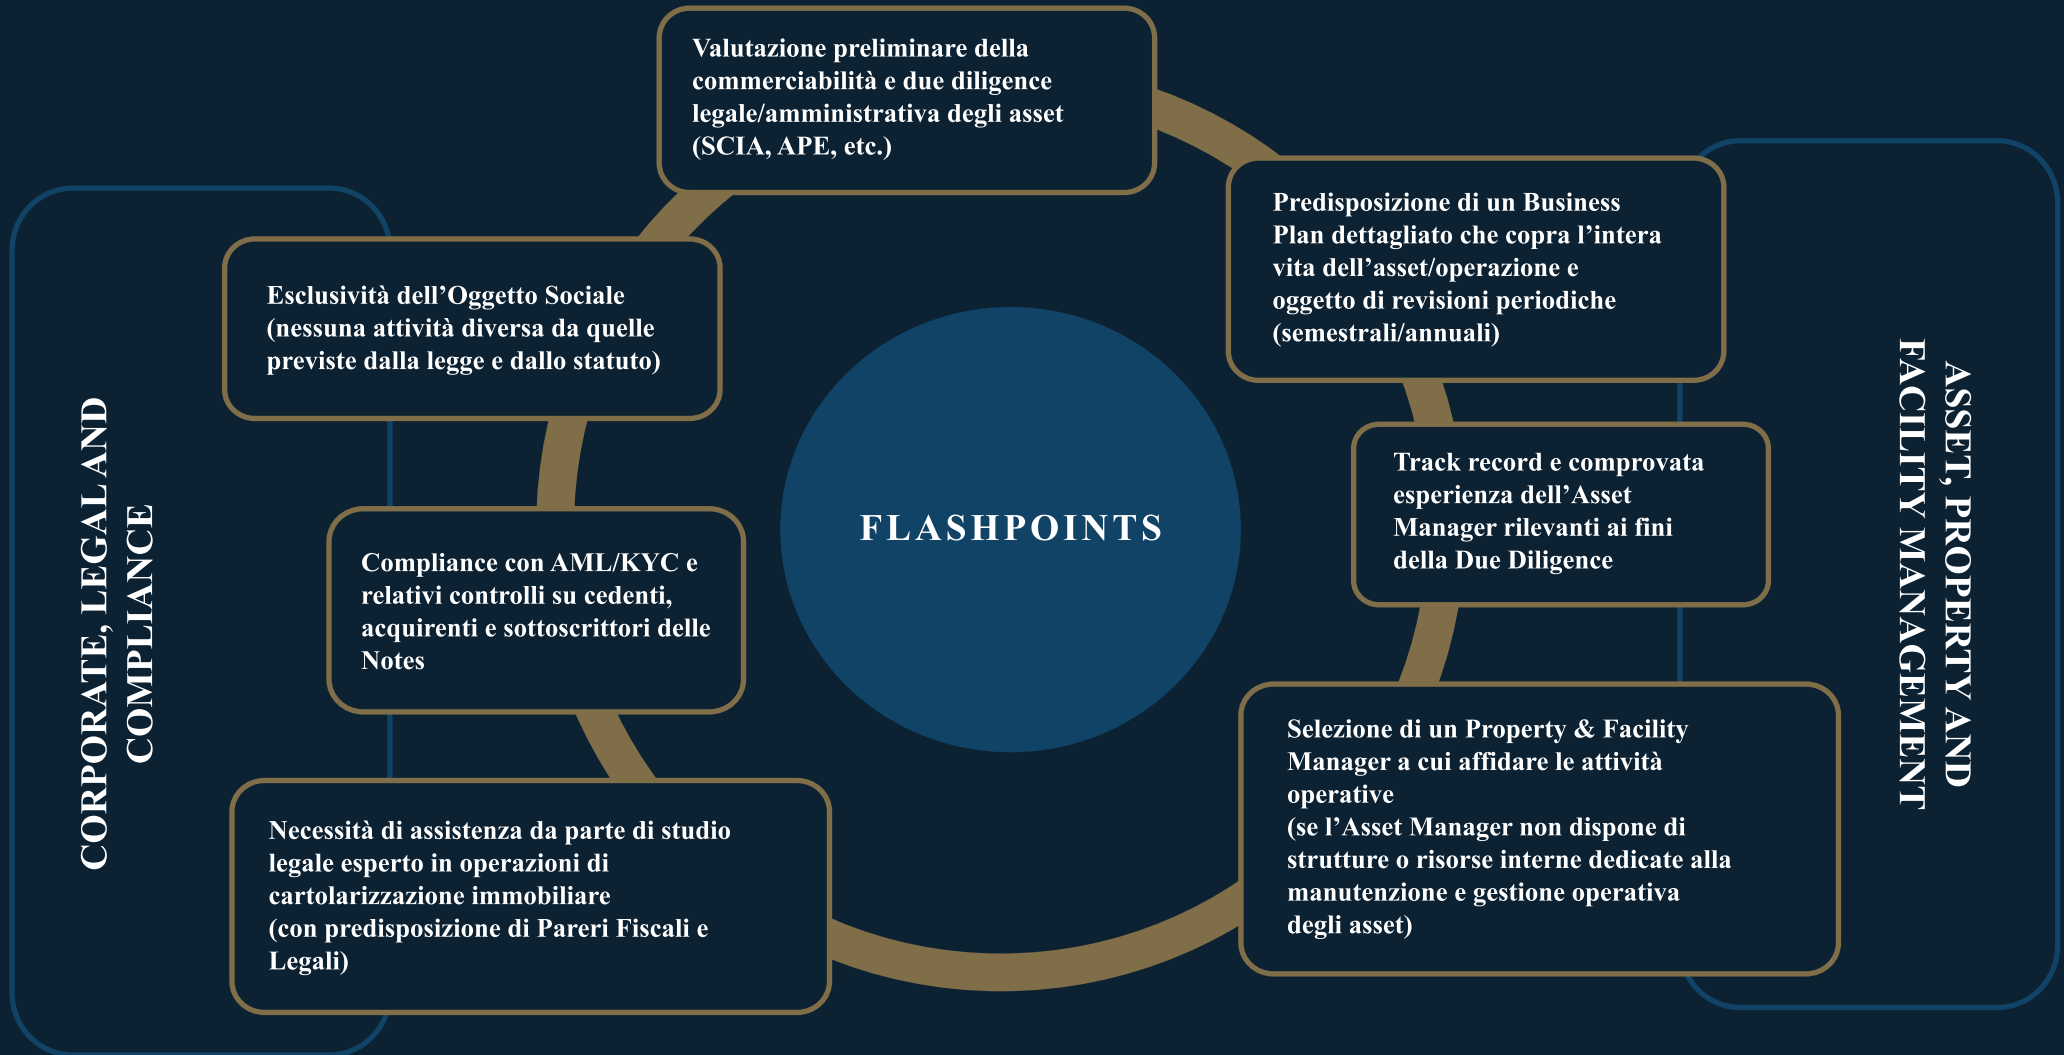 Valutazione preliminare della
commerciabilità e due diligence
legale/amministrativa degli asset
(SCIA, APE, etc.)
Predisposizione di un Business
Plan dettagliato che copra l’intera
vita dell’asset/operazione e
oggetto di revisioni periodiche
(semestrali/annuali)
Esclusività dell’Oggetto Sociale
(nessuna attività diversa da quelle
previste dalla legge e dallo statuto)
Track record e comprovata
esperienza dell’Asset
Manager rilevanti ai fini
della Due Diligence
FLASHPOINTS
Compliance con AML/KYC e
relativi controlli su cedenti,
acquirenti e sottoscrittori delle
Notes
Selezione di un Property & Facility
Manager a cui affidare le attività
operative
(se l’Asset Manager non dispone di
strutture o risorse interne dedicate alla
manutenzione e gestione operativa
degli asset)
Necessità di assistenza da parte di studio
legale esperto in operazioni di
cartolarizzazione immobiliare
(con predisposizione di Pareri Fiscali e
Legali)
CORPORATE, LEGAL AND
COMPLIANCE
ASSET, PROPERTY AND
FACILITY MANAGEMENT